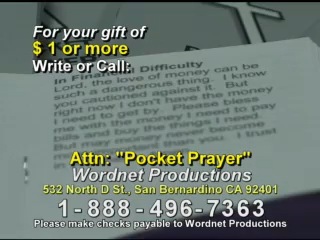 For your gift of
$ 1 or more
Write or Call:
In Financial Difficulty
Lord, the love of money can be
such a dangerous thing. I know
you cautioned against it. But
right now I don't have the money
I need to get by. Please bless
me with the money I need to pay
bills and buy the things I need.
But may money never become
than you. I trust
Attn: "Pocket Prayer"
Wordnet Productions
532 North D St., San Bernardino CA 92401
1-888-496-7363
Please make checks payable to Wordnet Productions